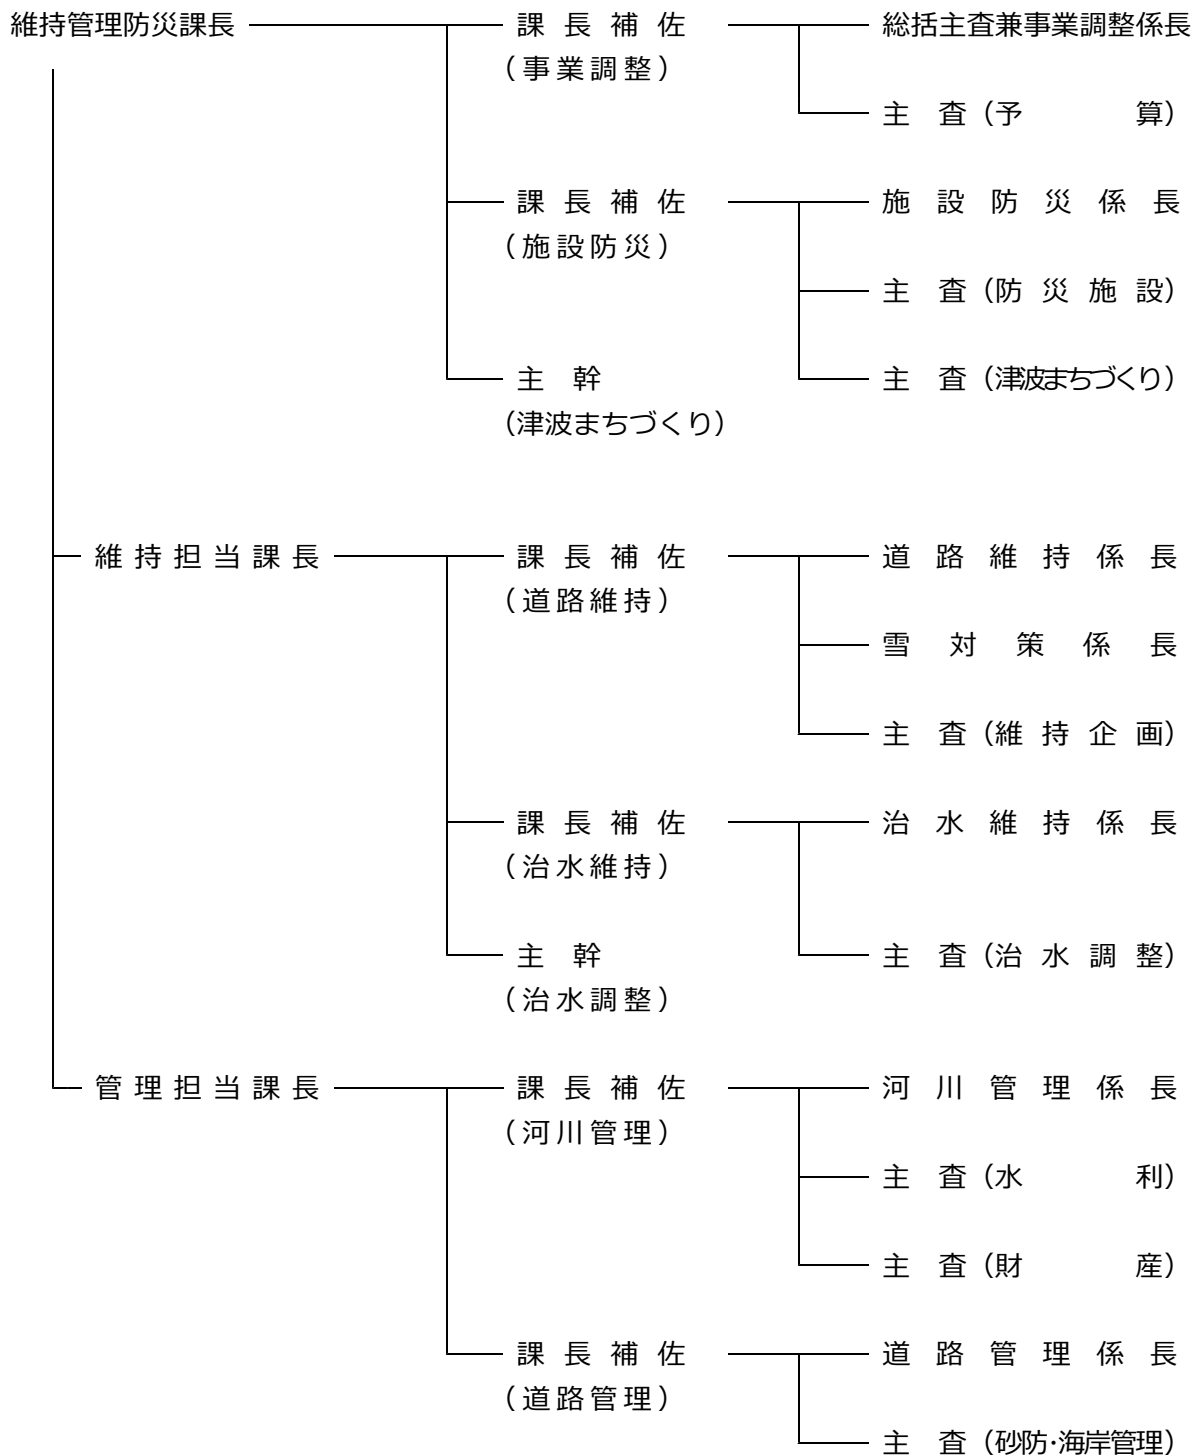 維持管理防災課長 課長補佐 総括主査兼事業調整係長
（事業調整）
主　査（予　算）
課長補佐 施設防災係長
（施設防災）
主　査（防災施設）
主　幹 主　査（津波まちづくり）
（津波まちづくり）
維持担当課長 課長補佐 道路維持係長
（道路維持）
雪対策係長
主　査（維持企画）
課長補佐 治水維持係長
（治水維持）
主　幹 主　査（治水調整）
（治水調整）
管理担当課長 課長補佐 河川管理係長
（河川管理）
主　査（水　利）
主　査（財　産）
課長補佐 道路管理係長
（道路管理）
主　査（砂防・海岸管理）